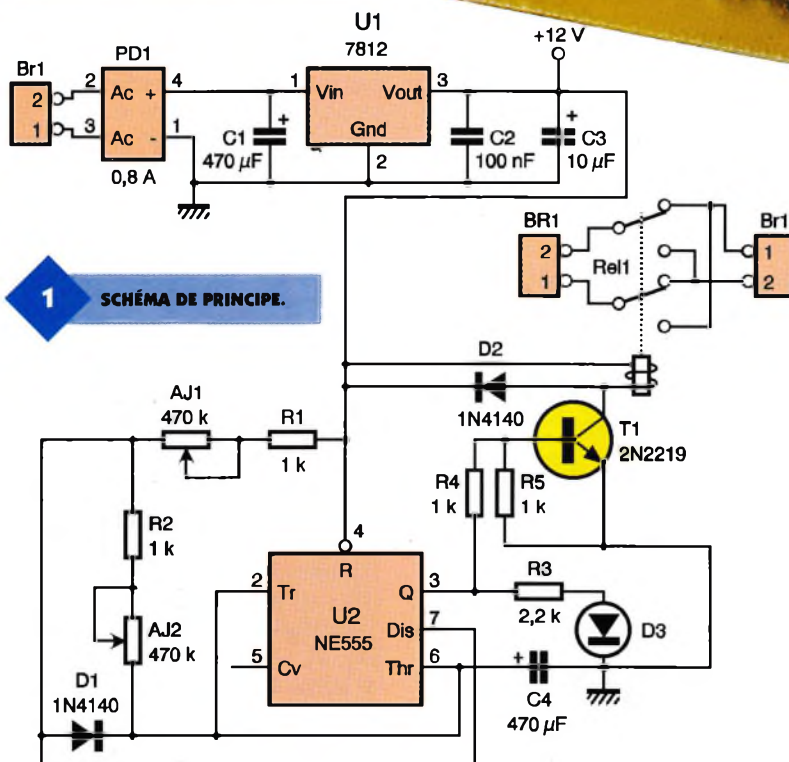 U1
7812
+12 V
Br1
PD1
2
4
1
3
2
Ac +
Vin
Vout
+
+
1
3
Ac -
1
Gnd
C1
470 µF
2
C2
100 nF
C3
10 µF
0,8 A
BR1
Br1
2
1
Rel1
1
2
1
SCHÉMA DE PRINCIPE.
D2
1N4140
AJ1
470 k
R1
1 k
T1
2N2219
R4
1 k
R5
1 k
R2
1 k
4
R
2
Tr
Q
3
R3
2,2 k
U2
NE555
Dis
7
D3
AJ2
470 k
5
Cv
Thr
6
+
C4
470 µF
D1
1N4140